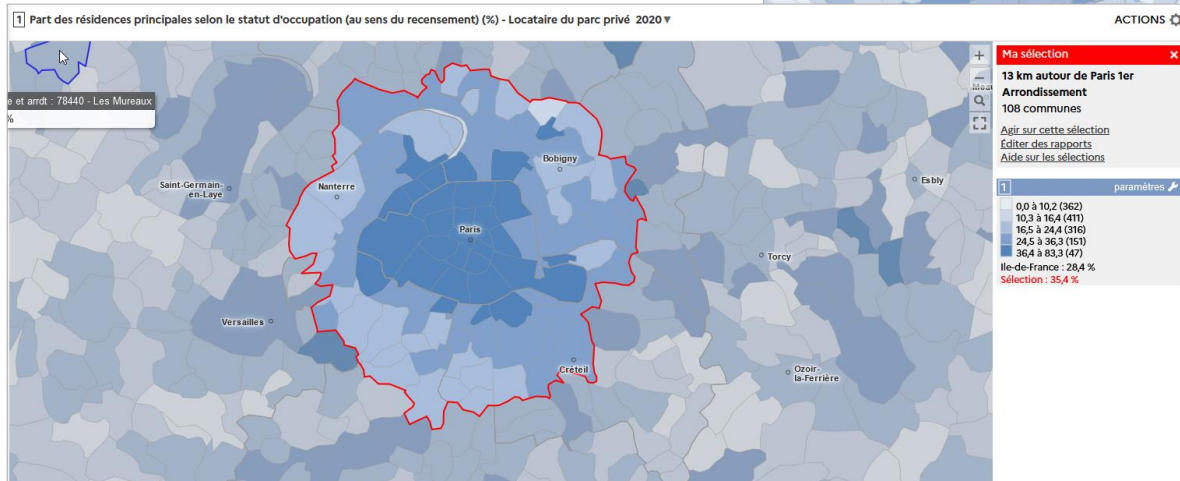 1 Part des résidences principales selon le statut d'occupation (au sens du recensement) (%) - Locataire du parc privé 2020 ▼
ACTIONS
e et arrdt : 78440 - Les Mureaux
%
Saint-Germain-
en-Laye
Nanterre
Bobigny
Paris
Esbly
Torcy
Versailles
Créteil
Ozoir-
la-Ferrière
+
−
Ma sélection ×
13 km autour de Paris 1er
Arrondissement
108 communes
Agir sur cette sélection
Éditer des rapports
Aide sur les sélections
1 paramètres
0,0 à 10,2 (362)
10,3 à 16,4 (411)
16,5 à 24,4 (316)
24,5 à 36,3 (151)
36,4 à 83,3 (47)
Ile-de-France : 28,4 %
Sélection : 35,4 %